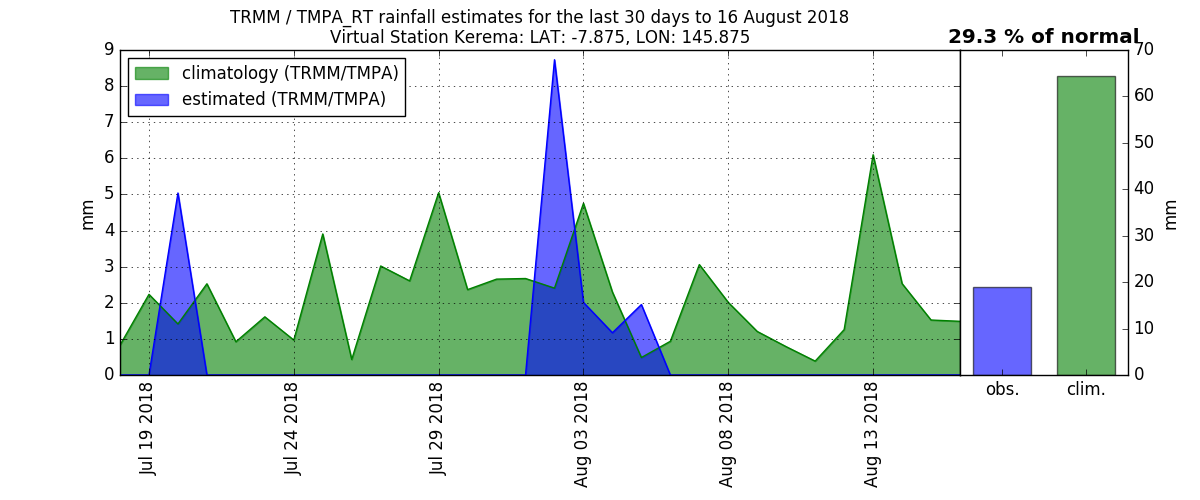 TRMM / TMPA_RT rainfall estimates for the last 30 days to 16 August 2018
Virtual Station Kerema: LAT: -7.875, LON: 145.875
29.3 % of normal
climatology (TRMM/TMPA)
estimated (TRMM/TMPA)
mm
9
8
7
6
5
4
3
2
1
0
Jul 19 2018
Jul 24 2018
Jul 29 2018
Aug 03 2018
Aug 08 2018
Aug 13 2018
obs.
clim.
70
60
50
40
30
20
10
0
mm